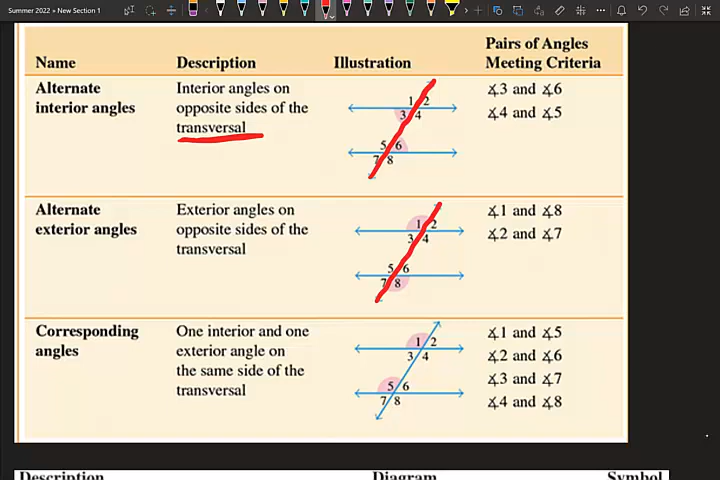 Summer 2022 » New Section 1
Name
Description
Illustration
Pairs of Angles
Meeting Criteria
Alternate
interior angles
Interior angles on
opposite sides of the
transversal
1 2
3 4
5 6
7 8
∡3 and ∡6
∡4 and ∡5
Alternate
exterior angles
Exterior angles on
opposite sides of the
transversal
1 2
3 4
5 6
7 8
∡1 and ∡8
∡2 and ∡7
Corresponding
angles
One interior and one
exterior angle on
the same side of the
transversal
1 2
3 4
5 6
7 8
∡1 and ∡5
∡2 and ∡6
∡3 and ∡7
∡4 and ∡8
Description
Diagram
Symbol